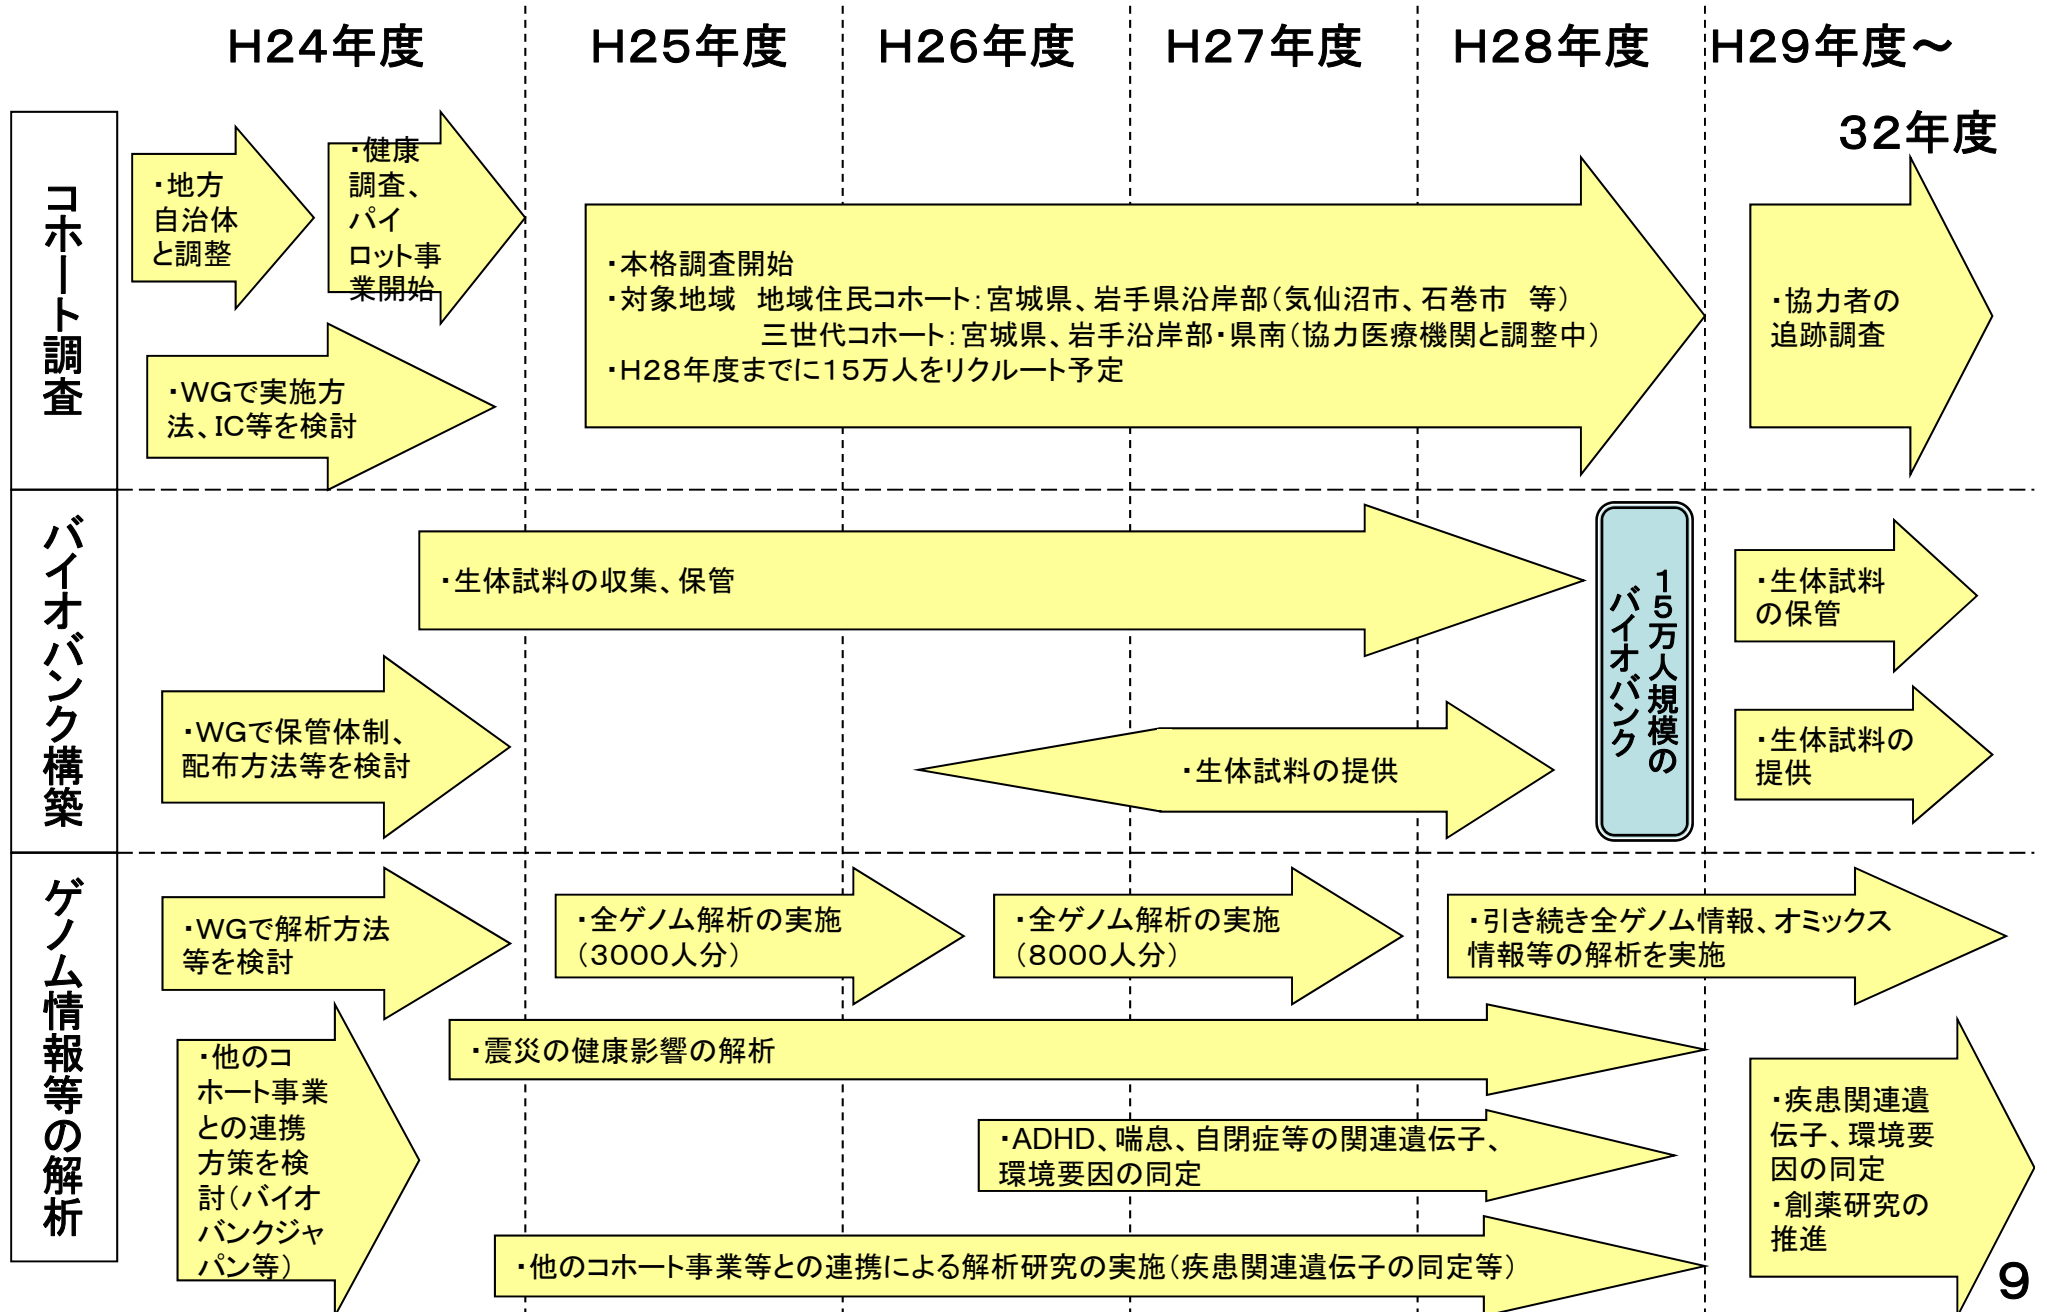 H24年度
H25年度
H26年度
H27年度
H28年度
H29年度～
32年度
コホート調査
・地方
自治体
と調整
・健康
調査、
パイ
ロット事
業開始
・WGで実施方
法、IC等を検討
・本格調査開始
・対象地域　地域住民コホート：宮城県、岩手県沿岸部（気仙沼市、石巻市　等）
三世代コホート：宮城県、岩手沿岸部・県南（協力医療機関と調整中）
・H28年度までに15万人をリクルート予定
・協力者の
追跡調査
バイオバンク構築
・生体試料の収集、保管
・WGで保管体制、
配布方法等を検討
・生体試料の提供
15万人規模の
バイオバンク
・生体試料
の保管
・生体試料の
提供
ゲノム情報等の解析
・WGで解析方法
等を検討
・全ゲノム解析の実施
（3000人分）
・全ゲノム解析の実施
（8000人分）
・引き続き全ゲノム情報、オミックス
情報等の解析を実施
・他のコ
ホート事業
との連携
方策を検
討（バイオ
バンクジャ
パン等）
・震災の健康影響の解析
・ADHD、喘息、自閉症等の関連遺伝子、
環境要因の同定
・他のコホート事業等との連携による解析研究の実施（疾患関連遺伝子の同定等）
・疾患関連遺
伝子、環境要
因の同定
・創薬研究の
推進
9